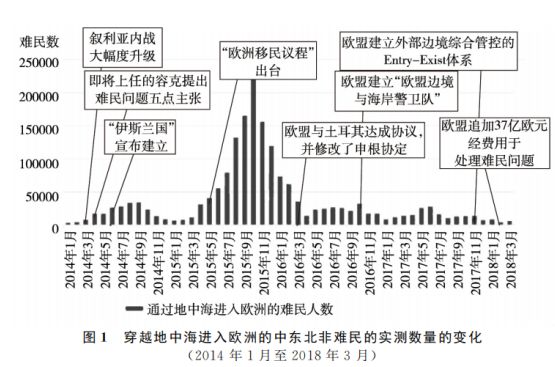 难民数
250000
200000
150000
100000
50000
0
叙利亚内战
大幅度升级
即将上任的容克提出
难民问题五点主张
“伊斯兰国”
宣布建立
“欧洲移民议程”
出台
欧盟建立外部边境综合管控的
Entry-Exist体系
欧盟建立“欧盟边境
与海岸警卫队”
欧盟与土耳其达成协议，
并修改了申根协定
欧盟追加37亿欧元
经费用于
处理难民问题
2014年1月
2014年3月
2014年5月
2014年7月
2014年9月
2014年11月
2015年1月
2015年3月
2015年5月
2015年7月
2015年9月
2015年11月
2016年1月
2016年3月
2016年5月
2016年7月
2016年9月
2016年11月
2017年1月
2017年3月
2017年5月
2017年7月
2017年9月
2017年11月
2018年1月
2018年3月
通过地中海进入欧洲的难民人数
图 1 穿越地中海进入欧洲的中东北非难民的实测数量的变化
（2014 年 1 月至 2018 年 3 月）